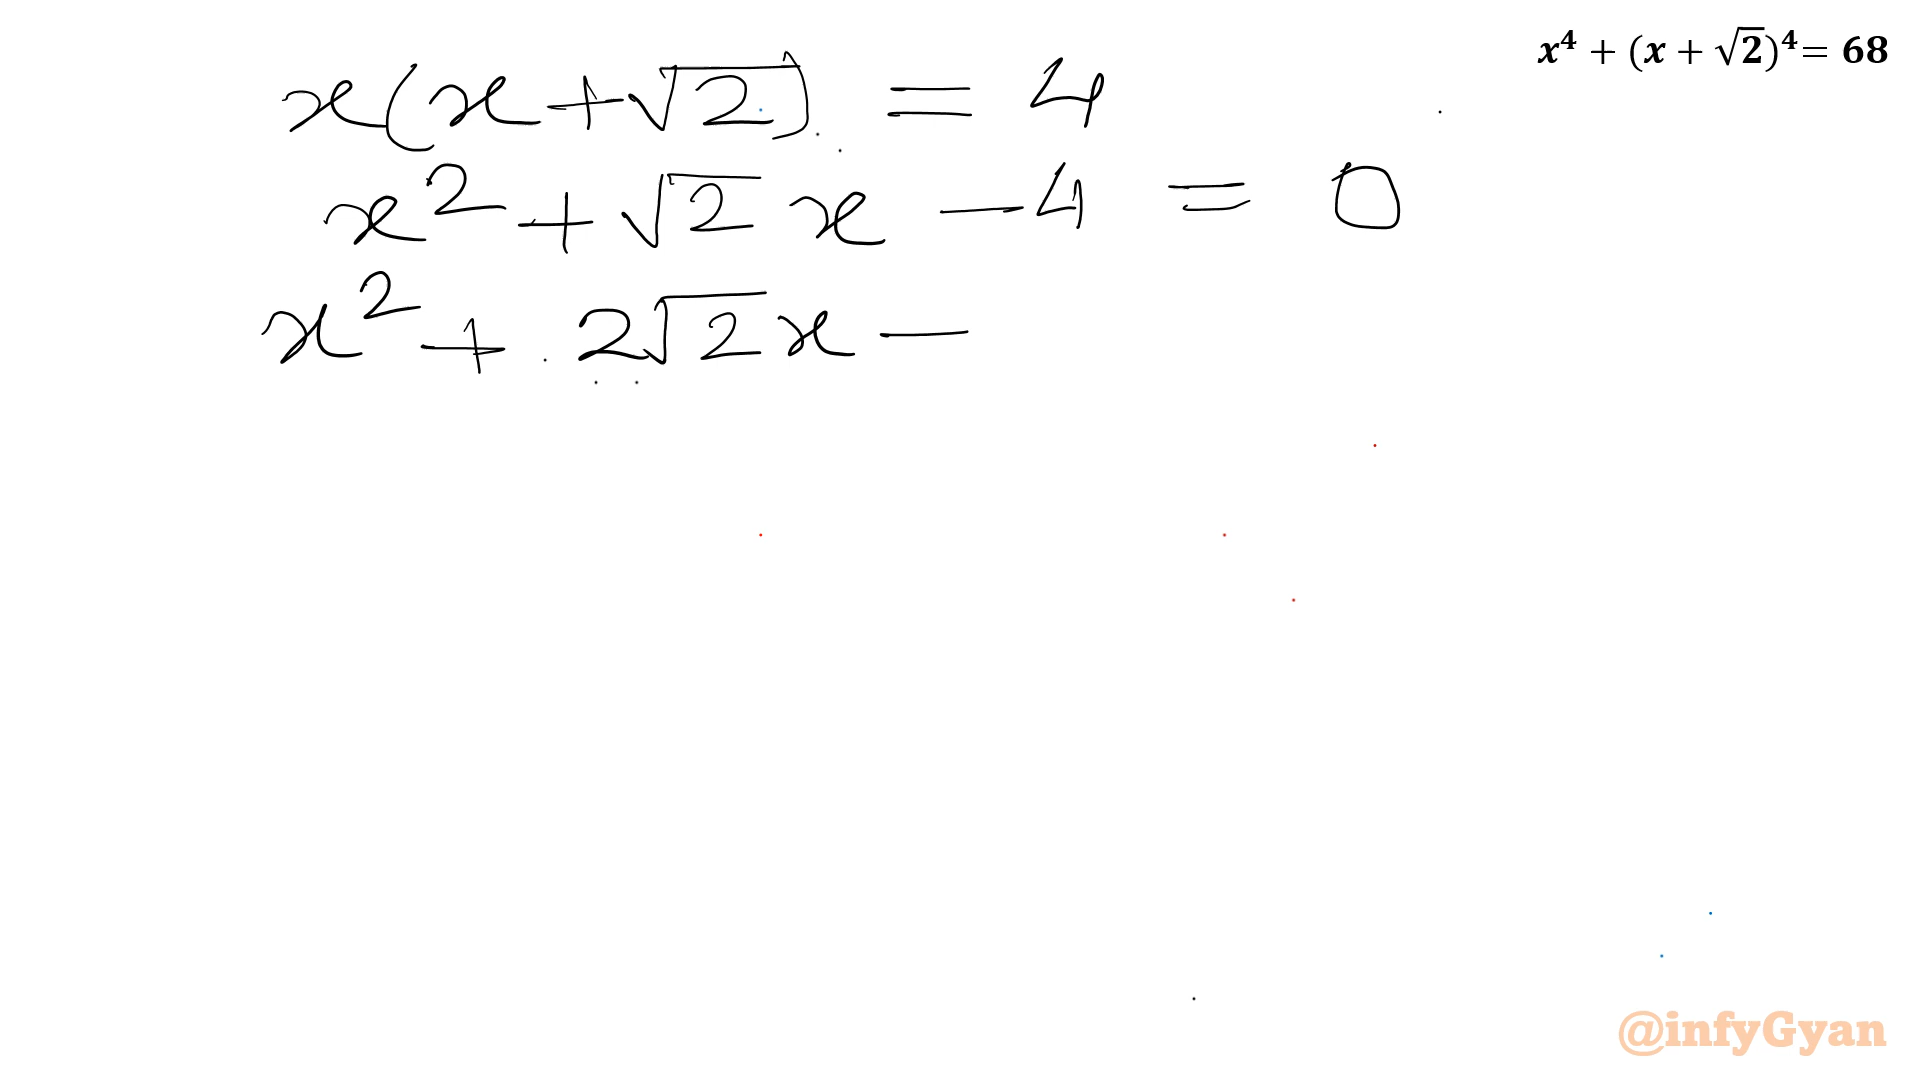 x(x+√2) = 4
x⁴ + (x + √2)⁴= 68
x² + √2 x - 4 = 0
x² + 2√2 x -
@infyGyan